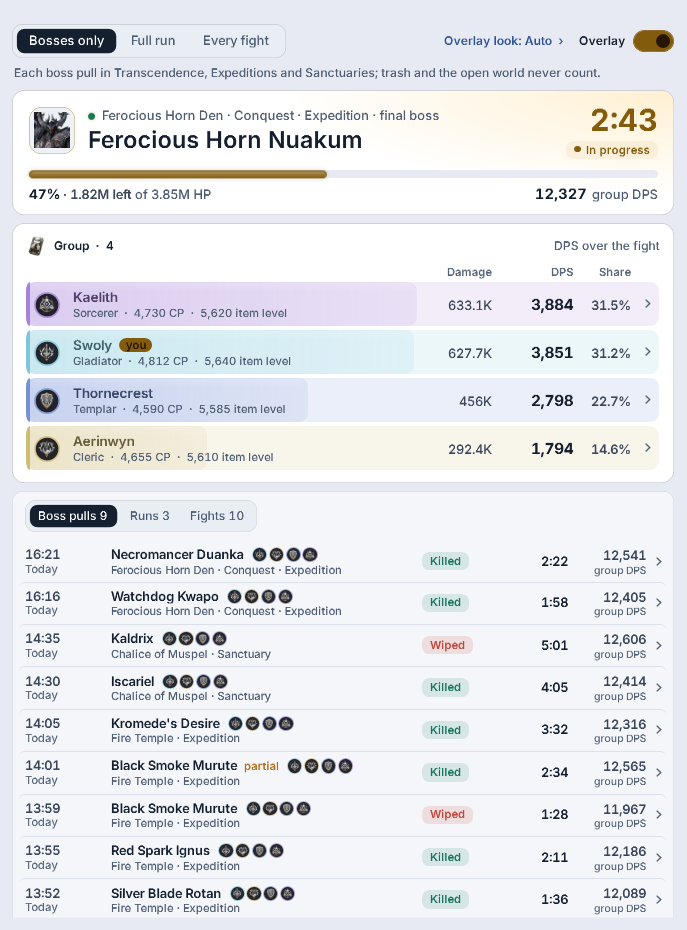 Bosses only Full run Every fight Overlay look: Auto › Overlay
Each boss pull in Transcendence, Expeditions and Sanctuaries; trash and the open world never count.
Ferocious Horn Den · Conquest · Expedition · final boss
Ferocious Horn Nuakum
2:43
In progress
47% · 1.82M left of 3.85M HP 12,327 group DPS
Group · 4 DPS over the fight
Damage DPS Share
Kaelith
Sorcerer · 4,730 CP · 5,620 item level
633.1K 3,884 31.5% ›
Swoly you
Gladiator · 4,812 CP · 5,640 item level
627.7K 3,851 31.2% ›
Thornecrest
Templar · 4,590 CP · 5,585 item level
456K 2,798 22.7% ›
Aerinwyn
Cleric · 4,655 CP · 5,610 item level
292.4K 1,794 14.6% ›
Boss pulls 9 Runs 3 Fights 10
16:21 Necromancer Duanka Killed 2:22 12,541 ›
Today Ferocious Horn Den · Conquest · Expedition group DPS
16:16 Watchdog Kwapo Killed 1:58 12,405 ›
Today Ferocious Horn Den · Conquest · Expedition group DPS
14:35 Kaldrix Wiped 5:01 12,606 ›
Today Chalice of Muspel · Sanctuary group DPS
14:30 Iscariel Killed 4:05 12,414 ›
Today Chalice of Muspel · Sanctuary group DPS
14:05 Kromede's Desire Killed 3:32 12,316 ›
Today Fire Temple · Expedition group DPS
14:01 Black Smoke Murute partial Killed 2:34 12,565 ›
Today Fire Temple · Expedition group DPS
13:59 Black Smoke Murute Wiped 1:28 11,967 ›
Today Fire Temple · Expedition group DPS
13:55 Red Spark Ignus Killed 2:11 12,186 ›
Today Fire Temple · Expedition group DPS
13:52 Silver Blade Rotan Killed 1:36 12,089 ›
Today Fire Temple · Expedition group DPS